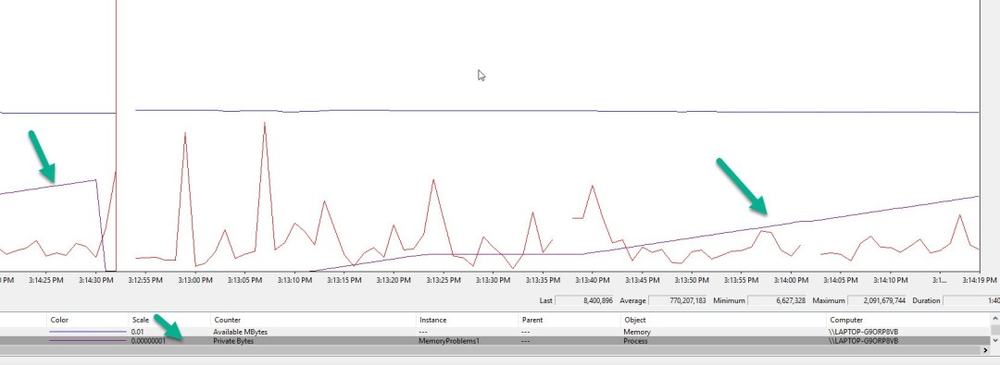 0 PM 3:14:25 PM 3:14:30 PM 3:12:55 PM 3:13:00 PM 3:13:05 PM 3:13:10 PM 3:13:15 PM 3:13:20 PM 3:13:25 PM 3:13:30 PM 3:13:35 PM 3:13:40 PM 3:13:45 PM 3:13:50 PM 3:13:55 PM 3:14:00 PM 3:14:05 PM 3:14:10 PM 3:1... 3:14:19 PM
Last 8,400,896 Average 770,207,183 Minimum 6,627,328 Maximum 2,091,679,744 Duration 1:40
Color Scale Counter Instance Parent Object Computer
0.01 Available MBytes --- --- Memory \\LAPTOP-G9ORP8VB
0.00000001 Private Bytes MemoryProblems1 --- Process \\LAPTOP-G9ORP8VB